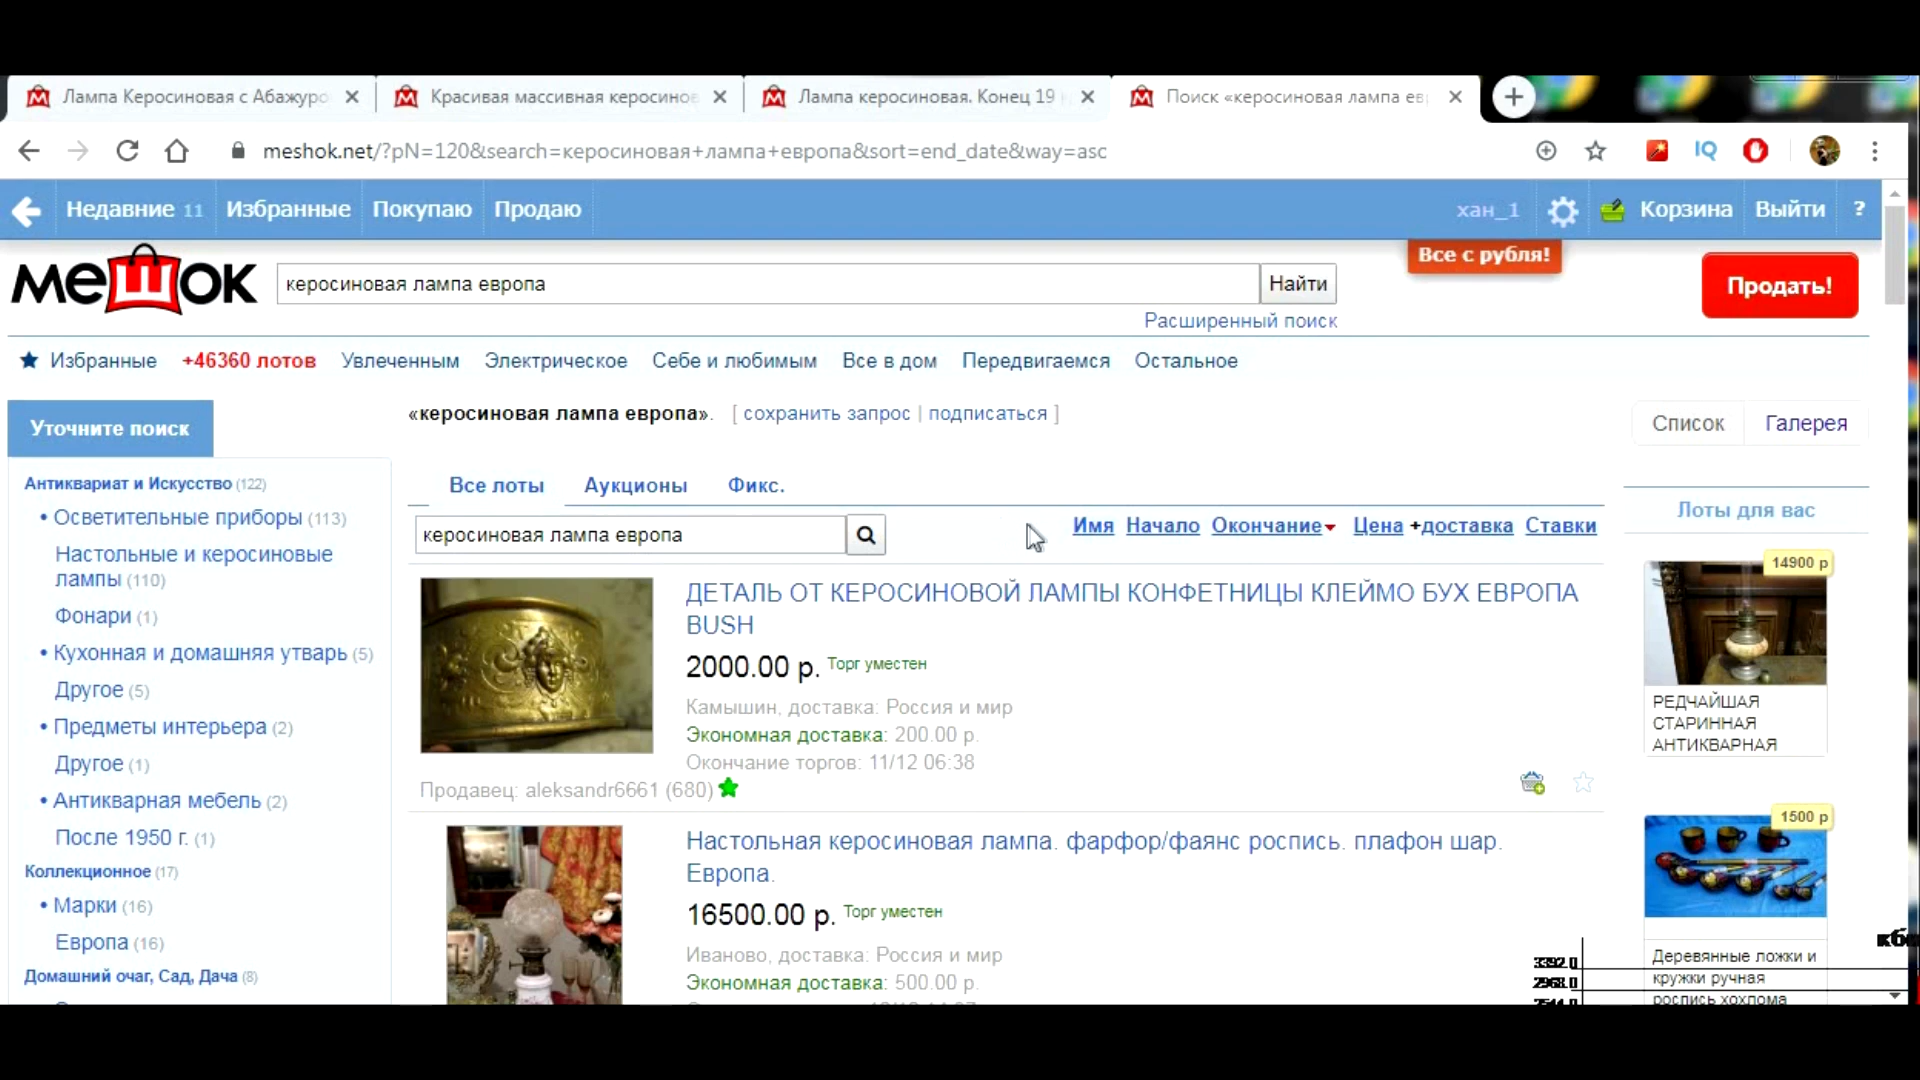 Лампа Керосиновая с Абажуро
Красивая массивная керосинов
Лампа керосиновая. Конец 19
Поиск «керосиновая лампа ев
meshok.net/?pN=120&search=керосиновая+лампа+европа&sort=end_date&way=asc
IQ
Недавние 11 Избранные Покупаю Продаю
хан_1 Корзина Выйти ?
мешок
керосиновая лампа европа
Найти
Все с рубля!
Продать!
Расширенный поиск
Избранные +46360 лотов Увлеченным Электрическое Себе и любимым Все в дом Передвигаемся Остальное
Уточните поиск
«керосиновая лампа европа». [ сохранить запрос | подписаться ]
Список Галерея
Антиквариат и Искусство (122)
• Осветительные приборы (113)
Настольные и керосиновые
лампы (110)
Фонари (1)
• Кухонная и домашняя утварь (5)
Другое (5)
• Предметы интерьера (2)
Другое (1)
• Антикварная мебель (2)
После 1950 г. (1)
Коллекционное (17)
• Марки (16)
Европа (16)
Домашний очаг, Сад, Дача (8)
Все лоты Аукционы Фикс.
керосиновая лампа европа
Имя Начало Окончание Цена +доставка Ставки
ДЕТАЛЬ ОТ КЕРОСИНОВОЙ ЛАМПЫ КОНФЕТНИЦЫ КЛЕЙМО БУХ ЕВРОПА
BUSH
2000.00 р. Торг уместен
Камышин, доставка: Россия и мир
Экономная доставка: 200.00 р.
Окончание торгов: 11/12 06:38
Продавец: aleksandr6661 (680)
Настольная керосиновая лампа. фарфор/фаянс роспись. плафон шар.
Европа.
16500.00 р. Торг уместен
Иваново, доставка: Россия и мир
Экономная доставка: 500.00 р.
Лоты для вас
14900 р
РЕДЧАЙШАЯ
СТАРИННАЯ
АНТИКВАРНАЯ
1500 р
Деревянные ложки и
кружки ручная
роспись хохлома
3392.0
2968.0